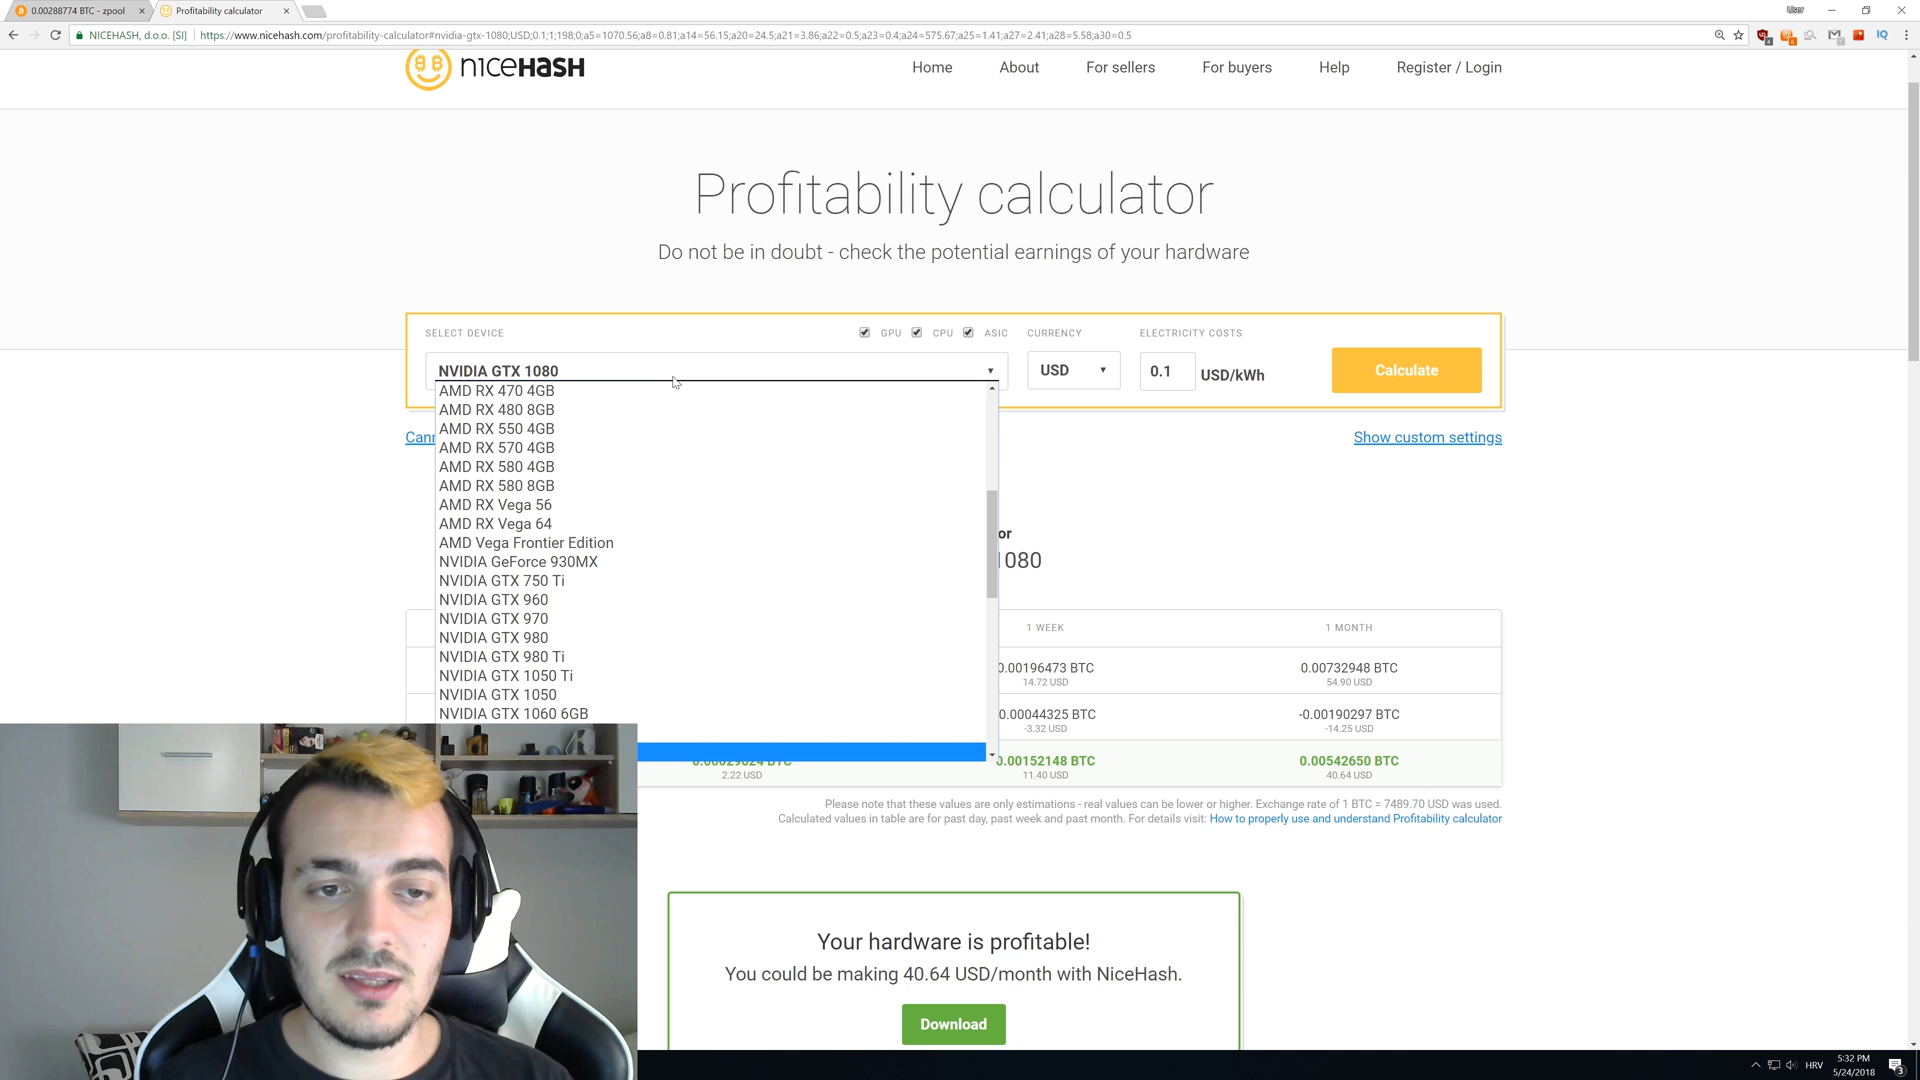 0.00288774 BTC - zpool
Profitability calculator
User
NICEHASH, d.o.o. [SI]
https://www.nicehash.com/profitability-calculator#nvidia-gtx-1080;USD;0.1;1;198;0;a5=1070.56;a8=0.81;a14=56.15;a20=24.5;a21=3.86;a22=0.5;a23=0.4;a24=575.67;a25=1.41;a27=2.41;a28=5.58;a30=0.5
IQ
niceHASH
Home About For sellers For buyers Help Register / Login
Profitability calculator
Do not be in doubt - check the potential earnings of your hardware
SELECT DEVICE GPU CPU ASIC CURRENCY ELECTRICITY COSTS
NVIDIA GTX 1080 USD 0.1 USD/kWh Calculate
AMD RX 470 4GB
AMD RX 480 8GB
AMD RX 550 4GB
AMD RX 570 4GB
AMD RX 580 4GB
AMD RX 580 8GB
AMD RX Vega 56
AMD RX Vega 64
AMD Vega Frontier Edition
NVIDIA GeForce 930MX
NVIDIA GTX 750 Ti
NVIDIA GTX 960
NVIDIA GTX 970
NVIDIA GTX 980
NVIDIA GTX 980 Ti
NVIDIA GTX 1050 Ti
NVIDIA GTX 1050
NVIDIA GTX 1060 6GB
Cann
Show custom settings
or
1080
1 WEEK 1 MONTH
0.00196473 BTC 0.00732948 BTC
14.72 USD 54.90 USD
0.00044325 BTC -0.00190297 BTC
-3.32 USD -14.25 USD
0.00152148 BTC 0.00542650 BTC
2.22 USD 11.40 USD 40.64 USD
Please note that these values are only estimations - real values can be lower or higher. Exchange rate of 1 BTC = 7489.70 USD was used.
Calculated values in table are for past day, past week and past month. For details visit: How to properly use and understand Profitability calculator
Your hardware is profitable!
You could be making 40.64 USD/month with NiceHash.
Download
HRV
5:32 PM
5/24/2018
3